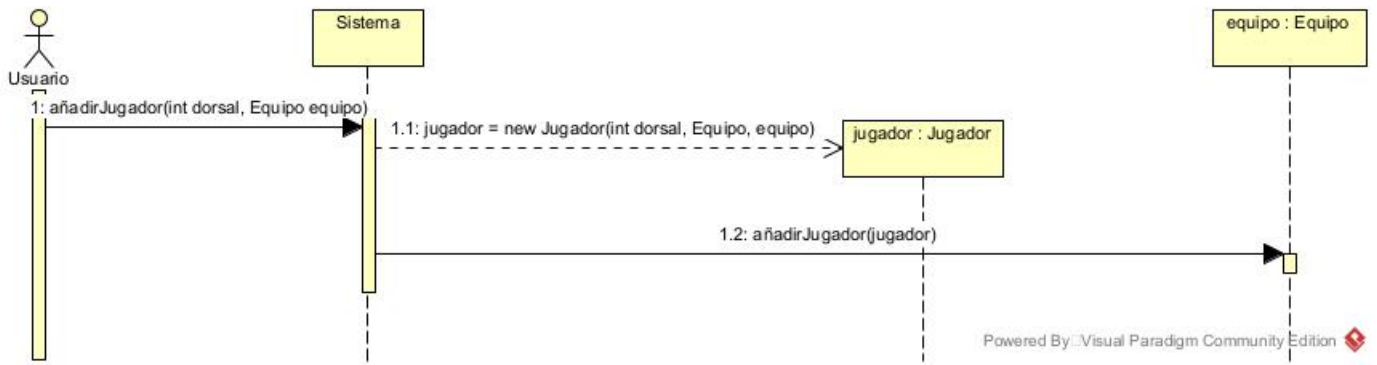 Usuario
Sistema
equipo : Equipo
1: añadirJugador(int dorsal, Equipo equipo)
1.1: jugador = new Jugador(int dorsal, Equipo, equipo)
jugador : Jugador
1.2: añadirJugador(jugador)
Powered By□Visual Paradigm Community Edition